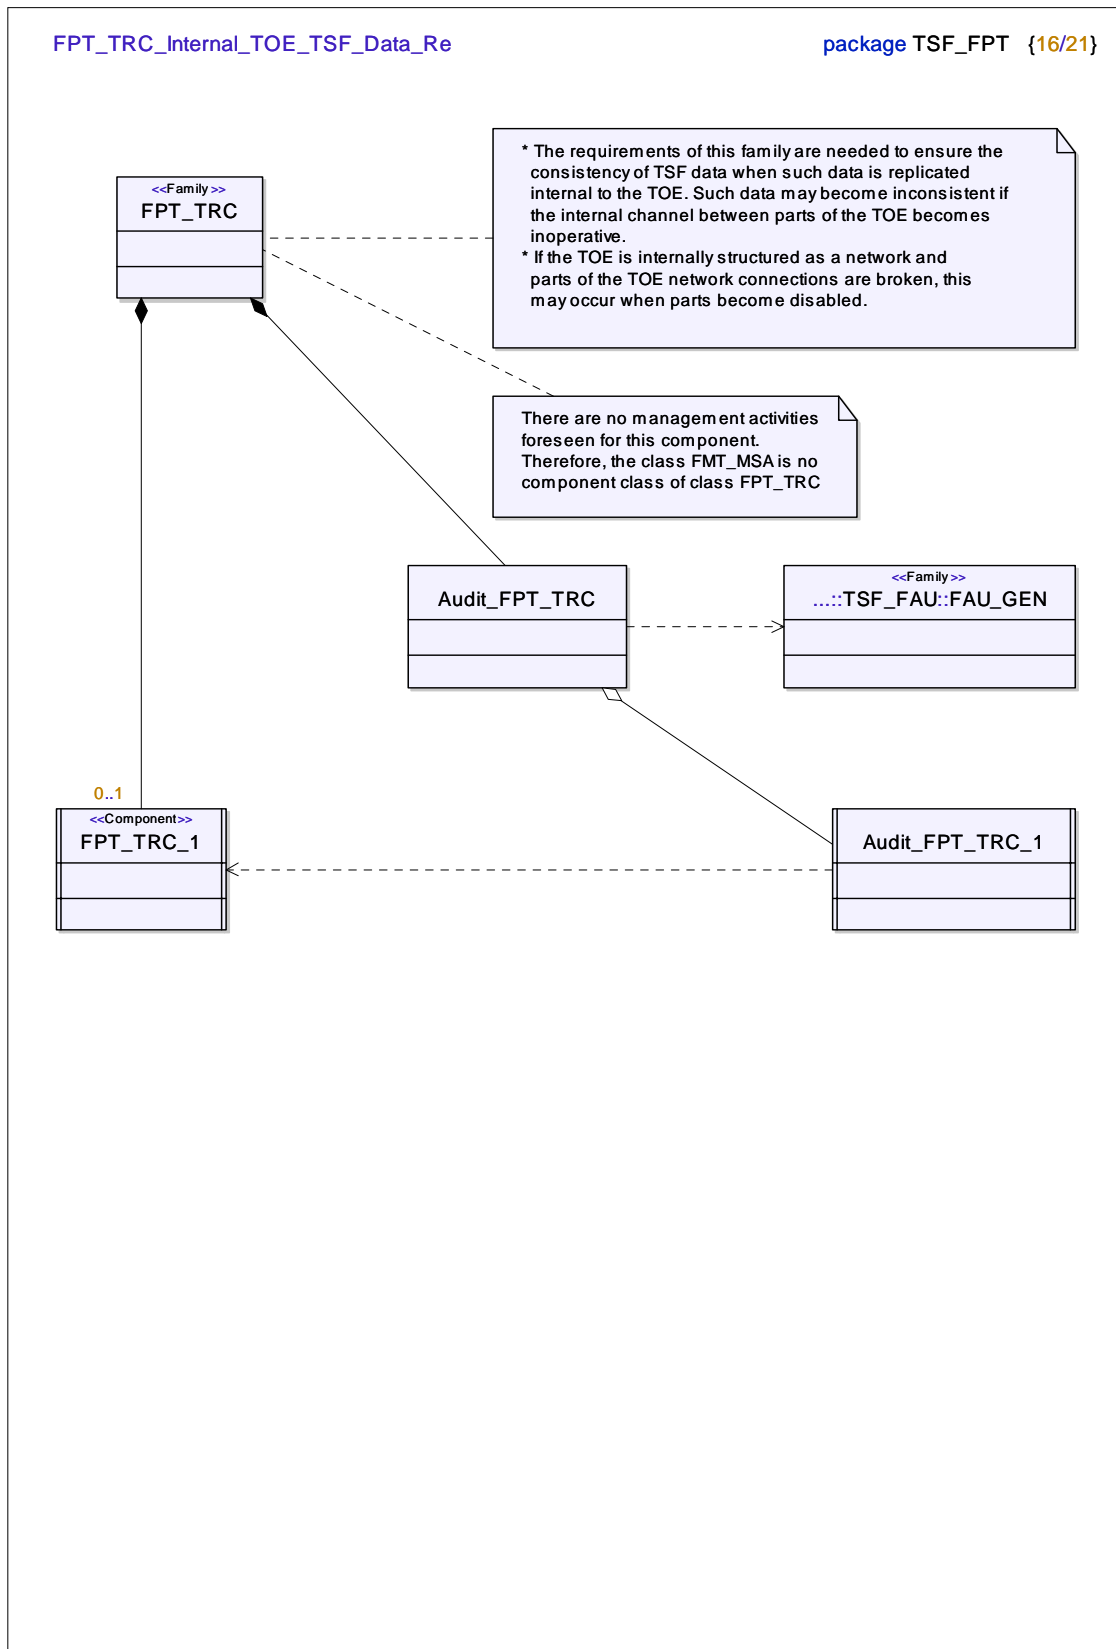 FPT_TRC_Internal_TOE_TSF_Data_Re
package TSF_FPT {16/21}
* The requirements of this family are needed to ensure the
consistency of TSF data when such data is replicated
internal to the TOE. Such data may become inconsistent if
the internal channel between parts of the TOE becomes
inoperative.
* If the TOE is internally structured as a network and
parts of the TOE network connections are broken, this
may occur when parts become disabled.
<<Family>>
FPT_TRC
There are no management activities
foreseen for this component.
Therefore, the class FMT_MSA is no
component class of class FPT_TRC
Audit_FPT_TRC
<<Family>>
...::TSF_FAU::FAU_GEN
0..1
<<Component>>
FPT_TRC_1
Audit_FPT_TRC_1